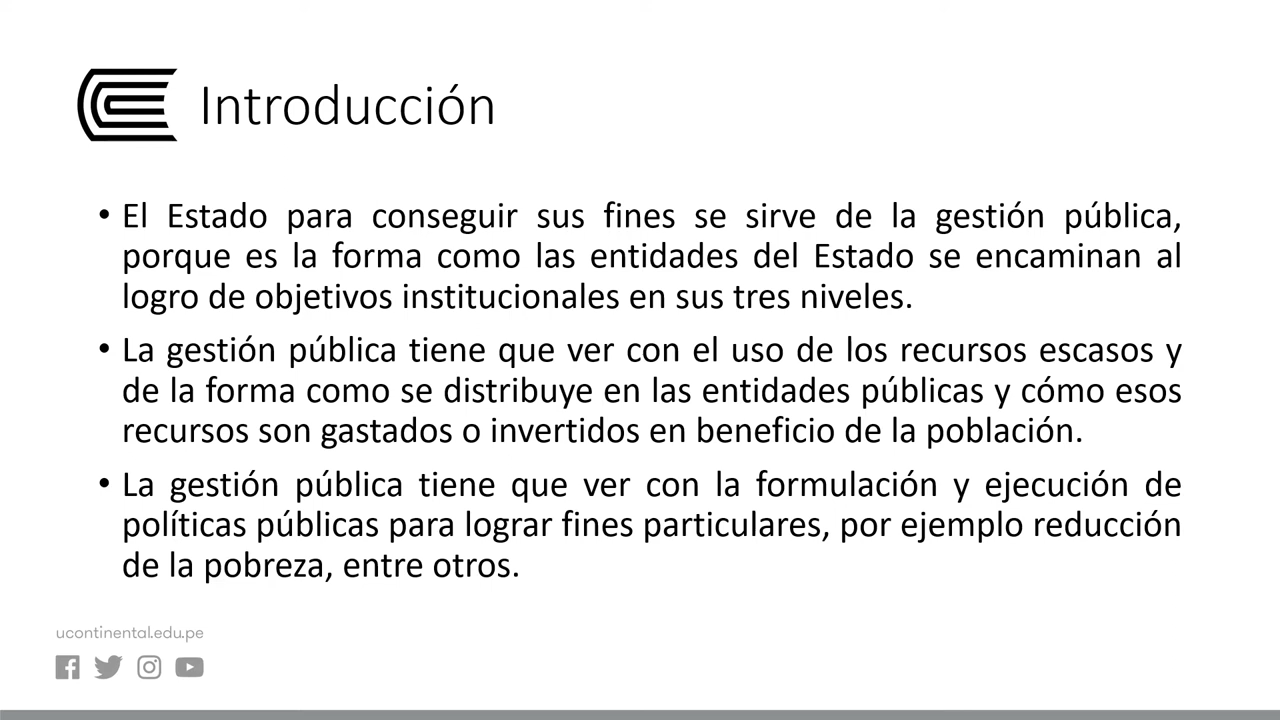 Introducción
• El Estado para conseguir sus fines se sirve de la gestión pública,
porque es la forma como las entidades del Estado se encaminan al
logro de objetivos institucionales en sus tres niveles.
• La gestión pública tiene que ver con el uso de los recursos escasos y
de la forma como se distribuye en las entidades públicas y cómo esos
recursos son gastados o invertidos en beneficio de la población.
• La gestión pública tiene que ver con la formulación y ejecución de
políticas públicas para lograr fines particulares, por ejemplo reducción
de la pobreza, entre otros.
ucontinental.edu.pe